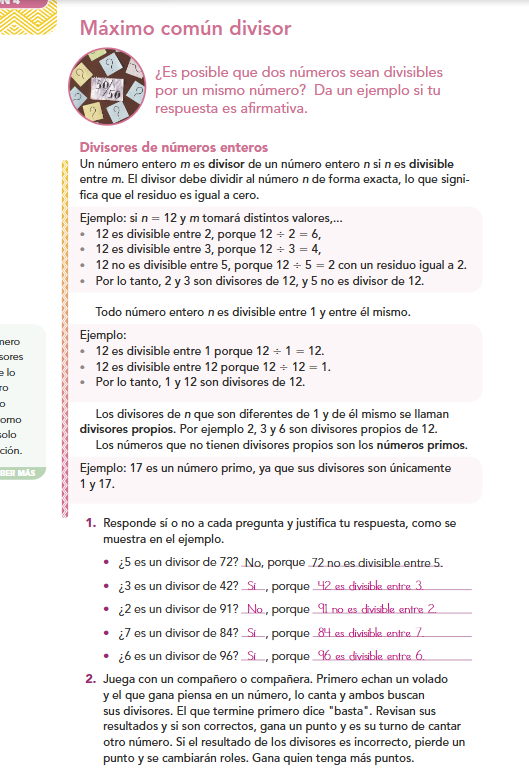 Máximo común divisor
¿Es posible que dos números sean divisibles
por un mismo número? Da un ejemplo si tu
respuesta es afirmativa.
Divisores de números enteros
Un número entero m es divisor de un número entero n si n es divisible
entre m. El divisor debe dividir al número n de forma exacta, lo que signi-
fica que el residuo es igual a cero.
Ejemplo: si n = 12 y m tomará distintos valores,...
• 12 es divisible entre 2, porque 12 ÷ 2 = 6,
• 12 es divisible entre 3, porque 12 ÷ 3 = 4,
• 12 no es divisible entre 5, porque 12 ÷ 5 = 2 con un residuo igual a 2.
• Por lo tanto, 2 y 3 son divisores de 12, y 5 no es divisor de 12.
Todo número entero n es divisible entre 1 y entre él mismo.
Ejemplo:
• 12 es divisible entre 1 porque 12 ÷ 1 = 12.
• 12 es divisible entre 12 porque 12 ÷ 12 = 1.
• Por lo tanto, 1 y 12 son divisores de 12.
Los divisores de n que son diferentes de 1 y de él mismo se llaman
divisores propios. Por ejemplo 2, 3 y 6 son divisores propios de 12.
Los números que no tienen divisores propios son los números primos.
Ejemplo: 17 es un número primo, ya que sus divisores son únicamente
1 y 17.
1. Responde sí o no a cada pregunta y justifica tu respuesta, como se
muestra en el ejemplo.
• ¿5 es un divisor de 72? No, porque 72 no es divisible entre 5.
• ¿3 es un divisor de 42? Sí, porque 42 es divisible entre 3.
• ¿2 es un divisor de 91? No, porque 91 no es divisible entre 2.
• ¿7 es un divisor de 84? Sí, porque 84 es divisible entre 7.
• ¿6 es un divisor de 96? Sí, porque 96 es divisible entre 6.
2. Juega con un compañero o compañera. Primero echan un volado
y el que gana piensa en un número, lo canta y ambos buscan
sus divisores. El que termine primero dice "basta". Revisan sus
resultados y si son correctos, gana un punto y es su turno de cantar
otro número. Si el resultado de los divisores es incorrecto, pierde un
punto y se cambiarán roles. Gana quien tenga más puntos.